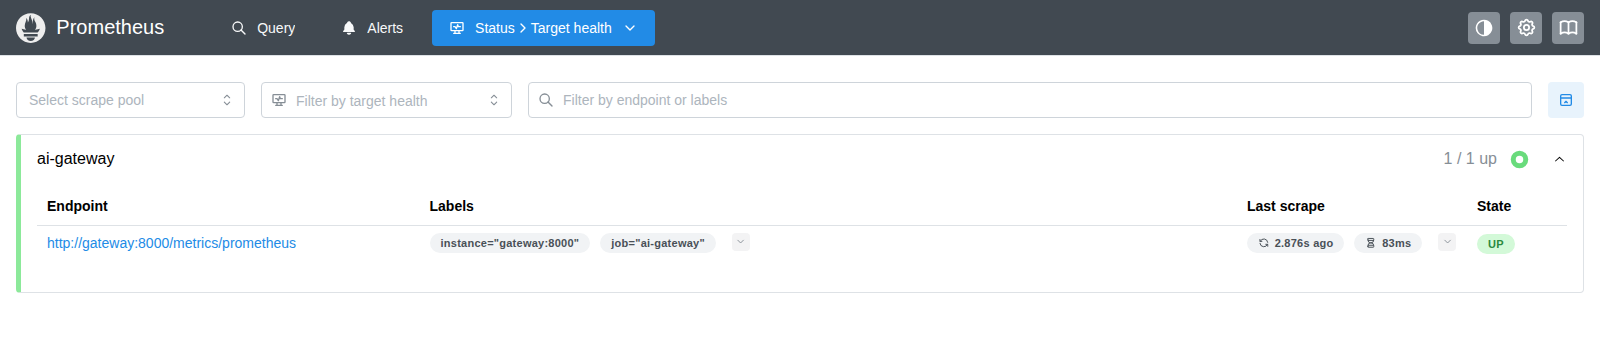 Prometheus Query Alerts Status > Target health
Select scrape pool Filter by target health Filter by endpoint or labels
ai-gateway 1 / 1 up
Endpoint Labels Last scrape State
http://gateway:8000/metrics/prometheus instance="gateway:8000" job="ai-gateway" 2.876s ago 83ms UP